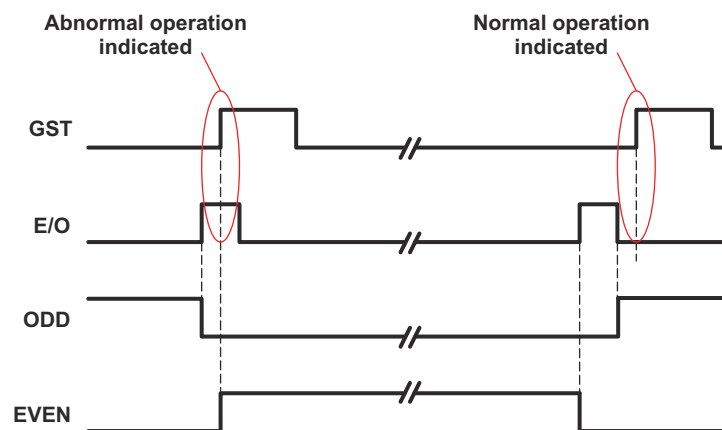 Abnormal operation
indicated
Normal operation
indicated
GST
E/O
ODD
EVEN